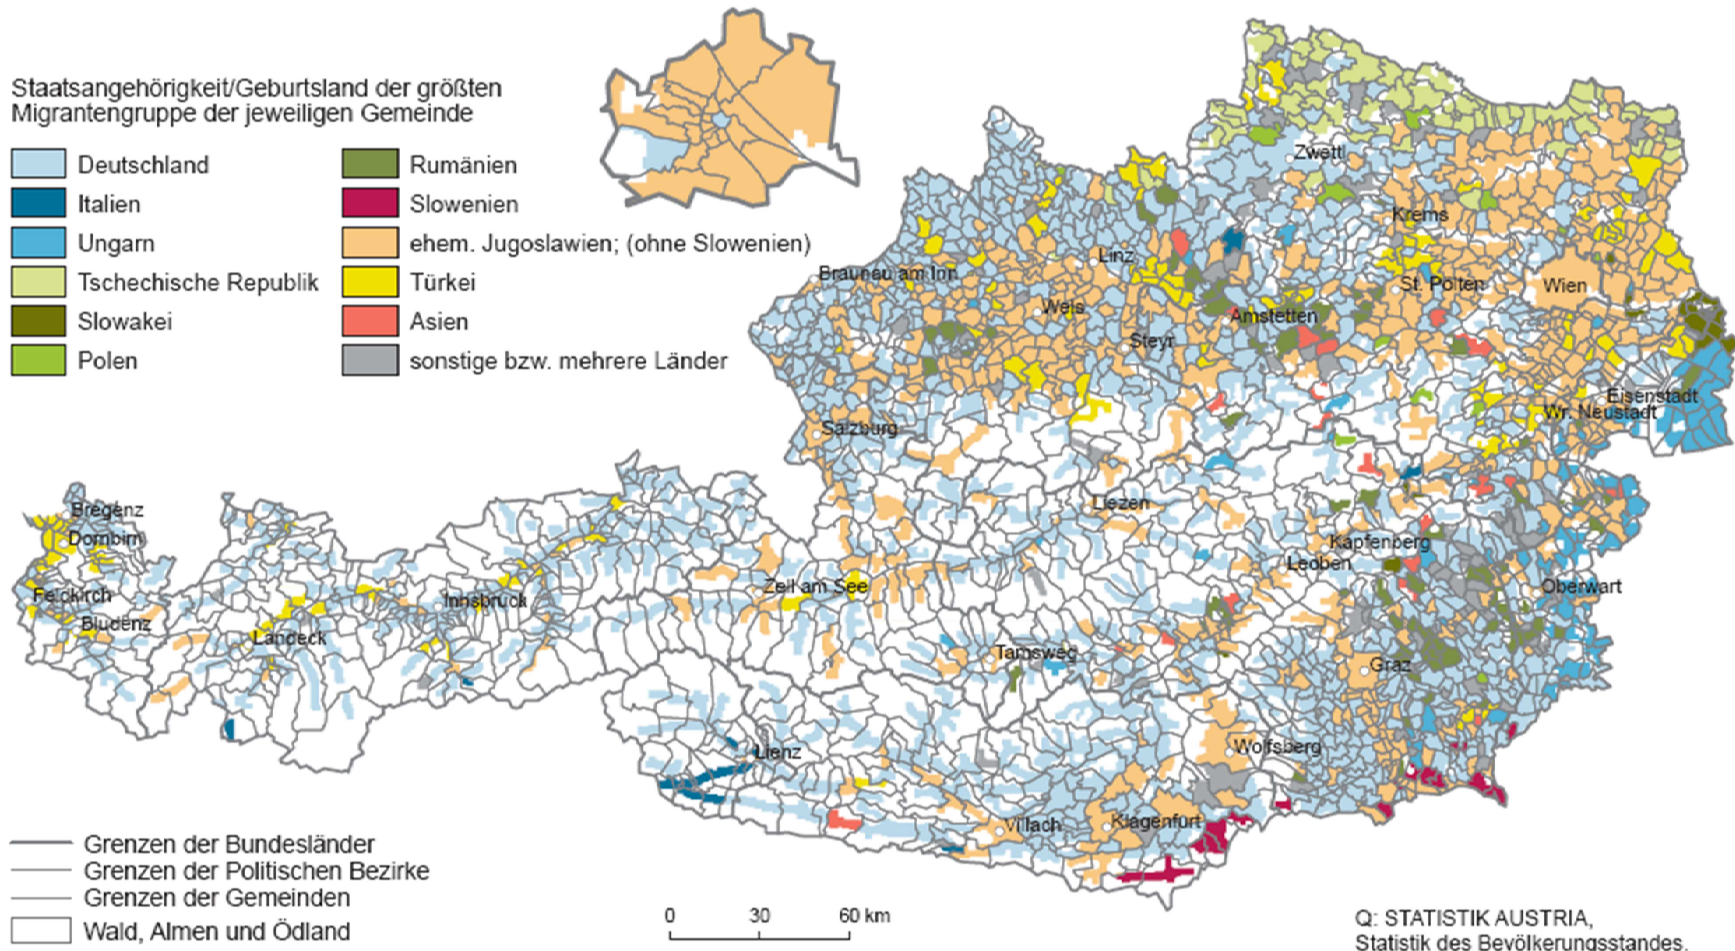 Staatsangehörigkeit/Geburtsland der größten
Migrantengruppe der jeweiligen Gemeinde
Deutschland
Italien
Ungarn
Tschechische Republik
Slowakei
Polen
Rumänien
Slowenien
ehem. Jugoslawien; (ohne Slowenien)
Türkei
Asien
sonstige bzw. mehrere Länder
Zwettl
Krems
Linz
Braunau am Inn
St. Pölten
Wien
Wels
Amstetten
Steyr
Eisenstadt
Wr. Neustadt
Salzburg
Liezen
Bregenz
Dornbirn
Kapfenberg
Leoben
Zell am See
Oberwart
Feldkirch
Innsbruck
Bludenz
Landeck
Tamsweg
Graz
Lienz
Wolfsberg
Villach
Klagenfurt
Grenzen der Bundesländer
Grenzen der Politischen Bezirke
Grenzen der Gemeinden
Wald, Almen und Ödland
0 30 60 km
Q: STATISTIK AUSTRIA,
Statistik des Bevölkerungsstandes.